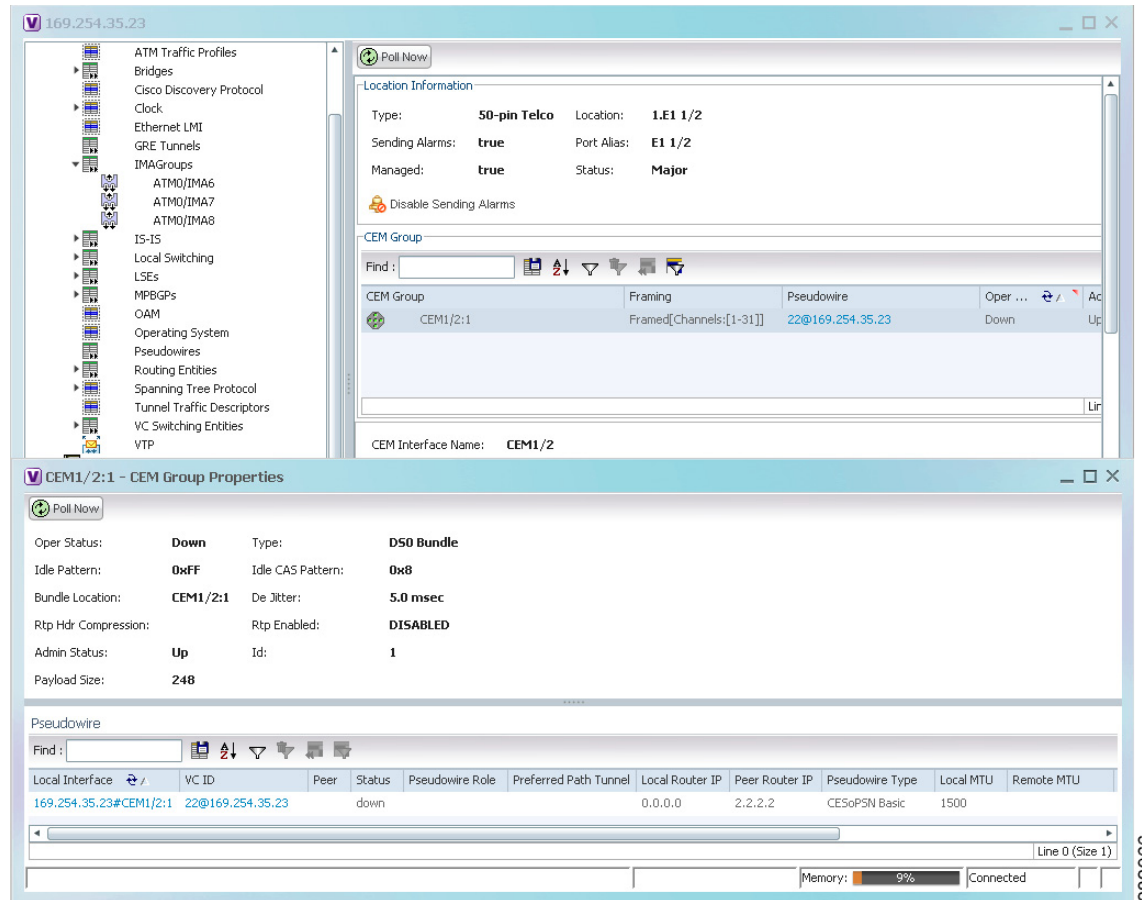 169.254.35.23
ATM Traffic Profiles
Bridges
Cisco Discovery Protocol
Clock
Ethernet LMI
GRE Tunnels
IMAGroups
ATM0/IMA6
ATM0/IMA7
ATM0/IMA8
IS-IS
Local Switching
LSEs
MPBGPs
OAM
Operating System
Pseudowires
Routing Entities
Spanning Tree Protocol
Tunnel Traffic Descriptors
VC Switching Entities
VTP
Poll Now
Location Information
Type: 50-pin Telco Location: 1.E1 1/2
Sending Alarms: true Port Alias: E1 1/2
Managed: true Status: Major
Disable Sending Alarms
CEM Group
Find :
CEM Group Framing Pseudowire Oper ... Ac
CEM1/2:1 Framed[Channels:[1-31]] 22@169.254.35.23 Down Up
Lin
CEM Interface Name: CEM1/2
CEM1/2:1 - CEM Group Properties
Poll Now
Oper Status: Down Type: DS0 Bundle
Idle Pattern: 0xFF Idle CAS Pattern: 0x8
Bundle Location: CEM1/2:1 De Jitter: 5.0 msec
Rtp Hdr Compression: Rtp Enabled: DISABLED
Admin Status: Up Id: 1
Payload Size: 248
Pseudowire
Find :
Local Interface VC ID Peer Status Pseudowire Role Preferred Path Tunnel Local Router IP Peer Router IP Pseudowire Type Local MTU Remote MTU
169.254.35.23#CEM1/2:1 22@169.254.35.23 down 0.0.0.0 2.2.2.2 CESoPSN Basic 1500
Line 0 (Size 1)
Memory: 9% Connected